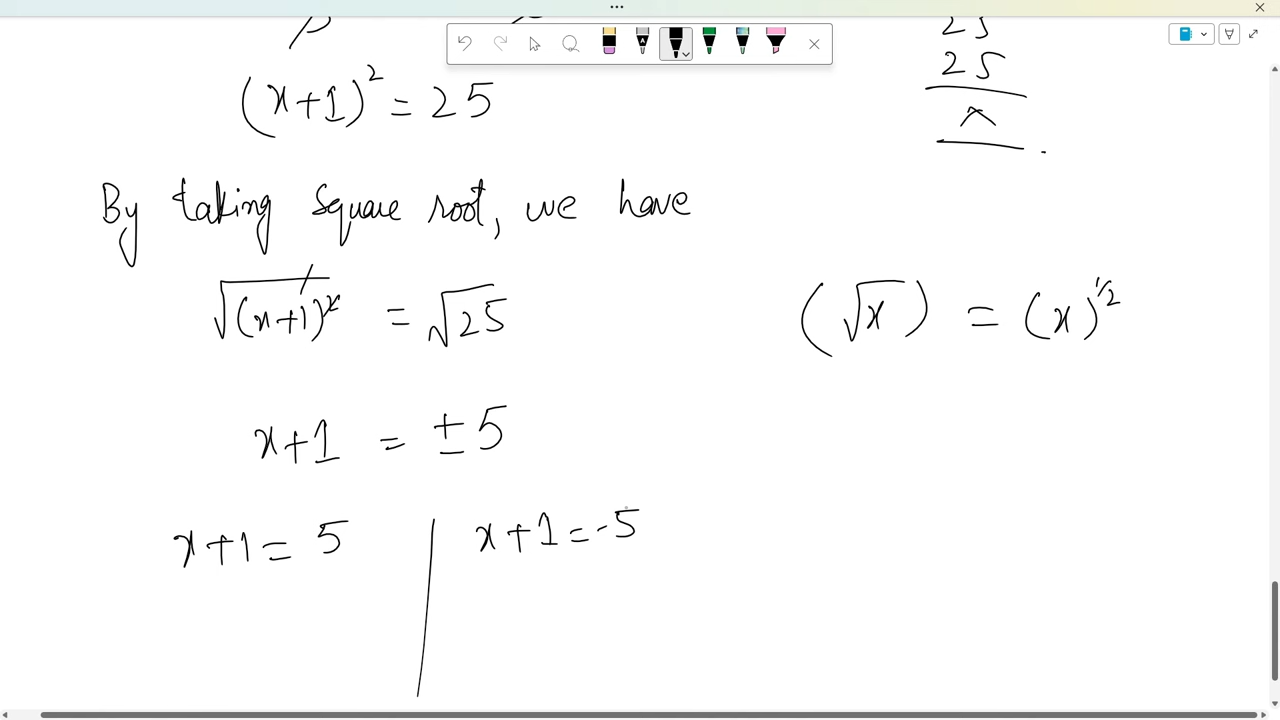 (x+1)² = 25
25
25
×
By taking square root, we have
√(x+1)² = √25
(√x) = (x)^1/2
x+1 = ±5
x+1 = 5
x+1 = -5